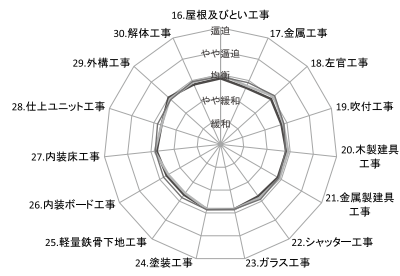 16.屋根及びとい工事
30.解体工事
逼迫
17.金属工事
29.外構工事
やや逼迫
18.左官工事
均衡
28.仕上ユニット工事
やや緩和
19.吹付工事
緩和
27.内装床工事
20.木製建具
工事
26.内装ボード工事
21.金属製建具
工事
25.軽量鉄骨下地工事
22.シャッター工事
24.塗装工事
23.ガラス工事